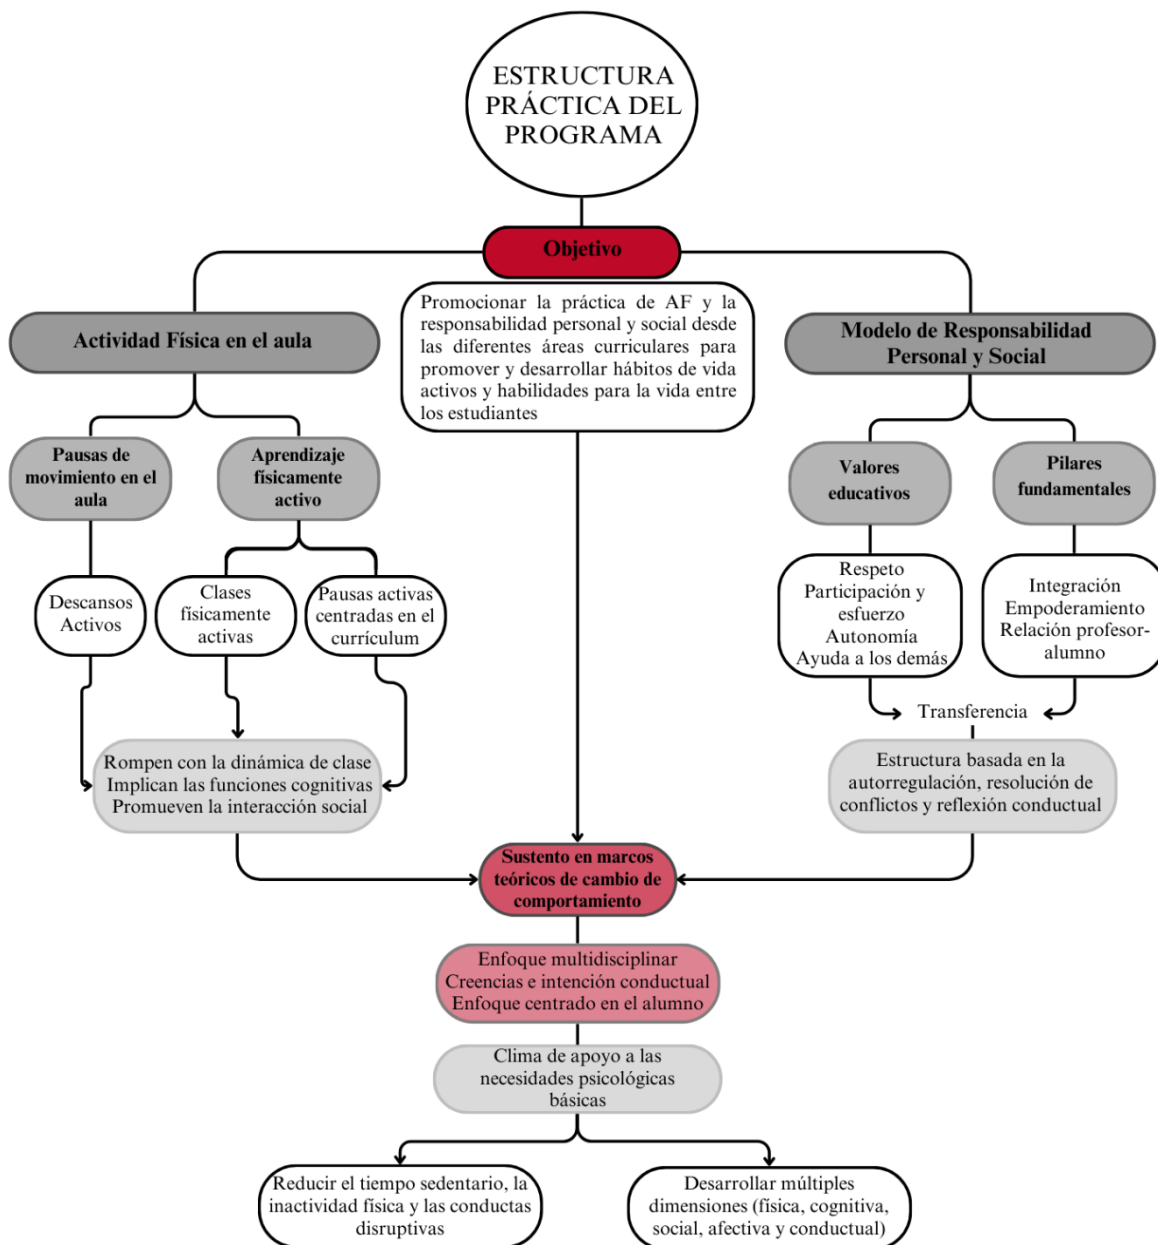 ESTRUCTURA
PRÁCTICA DEL
PROGRAMA
Objetivo
Promocionar la práctica de AF y la
responsabilidad personal y social desde
las diferentes áreas curriculares para
promover y desarrollar hábitos de vida
activos y habilidades para la vida entre
los estudiantes
Actividad Física en el aula
Modelo de Responsabilidad
Personal y Social
Pausas de
movimiento en el
aula
Aprendizaje
físicamente
activo
Valores
educativos
Pilares
fundamentales
Descansos
Activos
Clases
físicamente
activas
Pausas activas
centradas en el
currículum
Respeto
Participación y
esfuerzo
Autonomía
Ayuda a los demás
Integración
Empoderamiento
Relación profesor-
alumno
Transferencia
Rompen con la dinámica de clase
Implican las funciones cognitivas
Promueven la interacción social
Estructura basada en la
autorregulación, resolución de
conflictos y reflexión conductual
Sustento en marcos
teóricos de cambio de
comportamiento
Enfoque multidisciplinar
Creencias e intención conductual
Enfoque centrado en el alumno
Clima de apoyo a las
necesidades psicológicas
básicas
Reducir el tiempo sedentario, la
inactividad física y las conductas
disruptivas
Desarrollar múltiples
dimensiones (física, cognitiva,
social, afectiva y conductual)